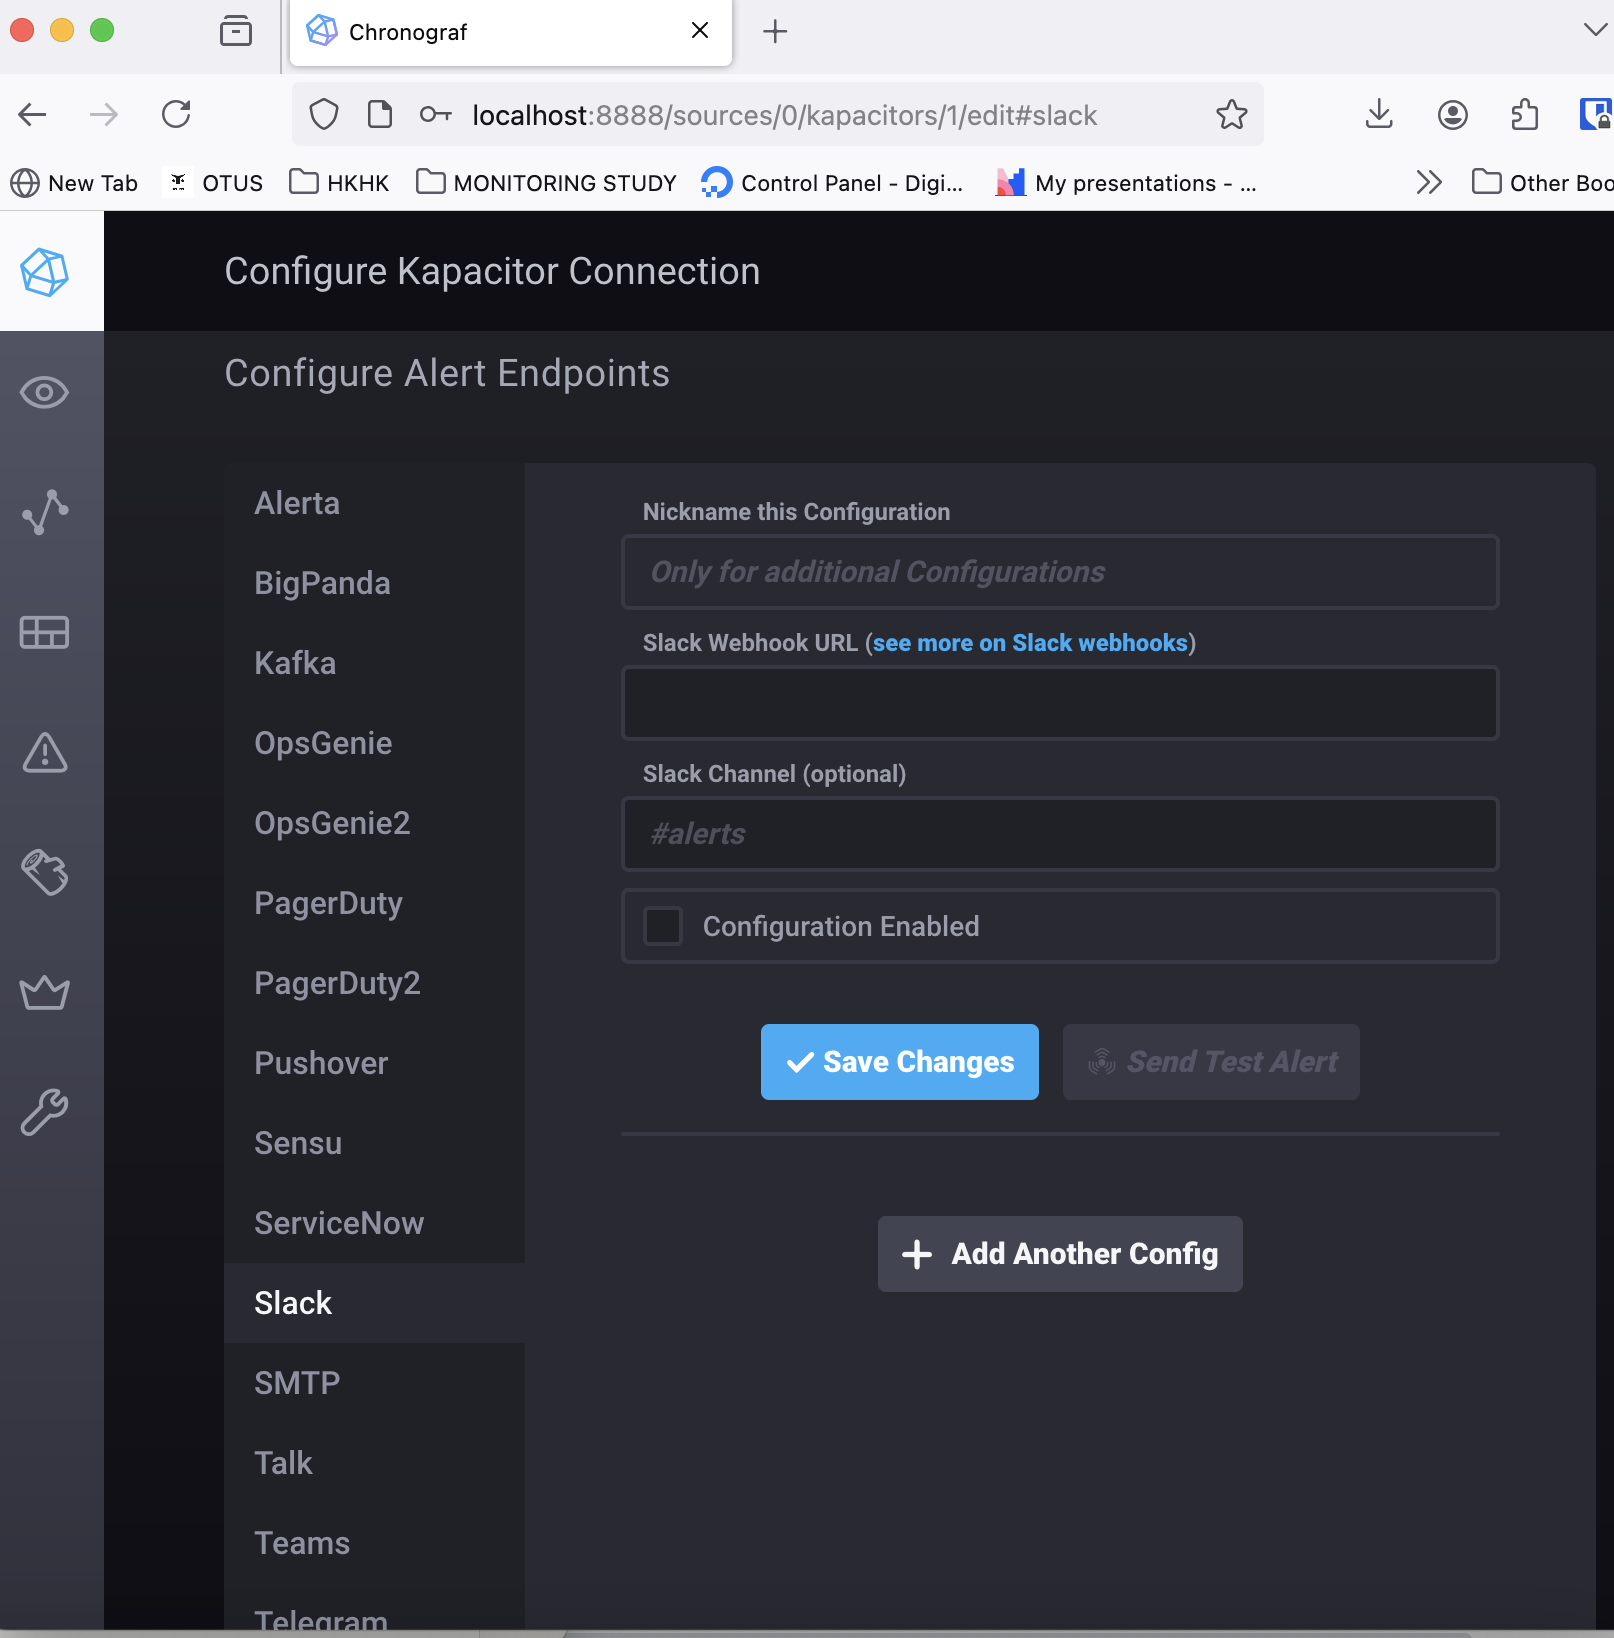 Chronograf
localhost:8888/sources/0/kapacitors/1/edit#slack
New Tab OTUS HKHK MONITORING STUDY Control Panel - Digi... My presentations - ... Other Boo
Configure Kapacitor Connection
Configure Alert Endpoints
Alerta
BigPanda
Kafka
OpsGenie
OpsGenie2
PagerDuty
PagerDuty2
Pushover
Sensu
ServiceNow
Slack
SMTP
Talk
Teams
Telegram
Nickname this Configuration
Only for additional Configurations
Slack Webhook URL (see more on Slack webhooks)
Slack Channel (optional)
#alerts
Configuration Enabled
Save Changes
Send Test Alert
Add Another Config